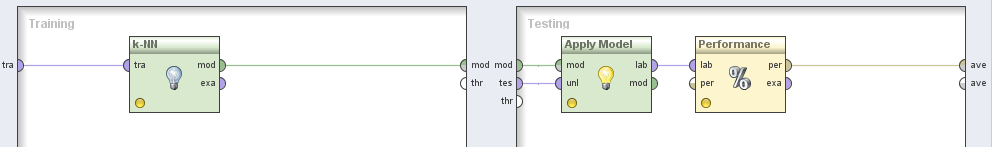 Training
Testing
k-NN
Apply Model
Performance
tra
tra
mod
mod
mod
mod
lab
lab
per
ave
exa
thr
tes
unl
mod
per
exa
ave
thr
%